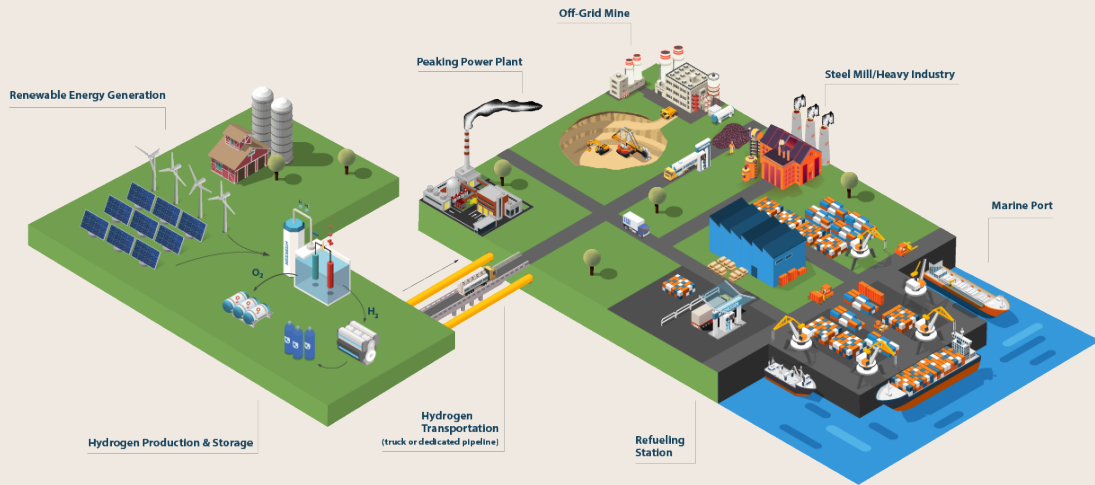 Off-Grid Mine
Peaking Power Plant
Steel Mill/Heavy Industry
Renewable Energy Generation
Marine Port
O₂
H₂
Hydrogen
Transportation
(truck or dedicated pipeline)
Hydrogen Production & Storage
Refueling
Station